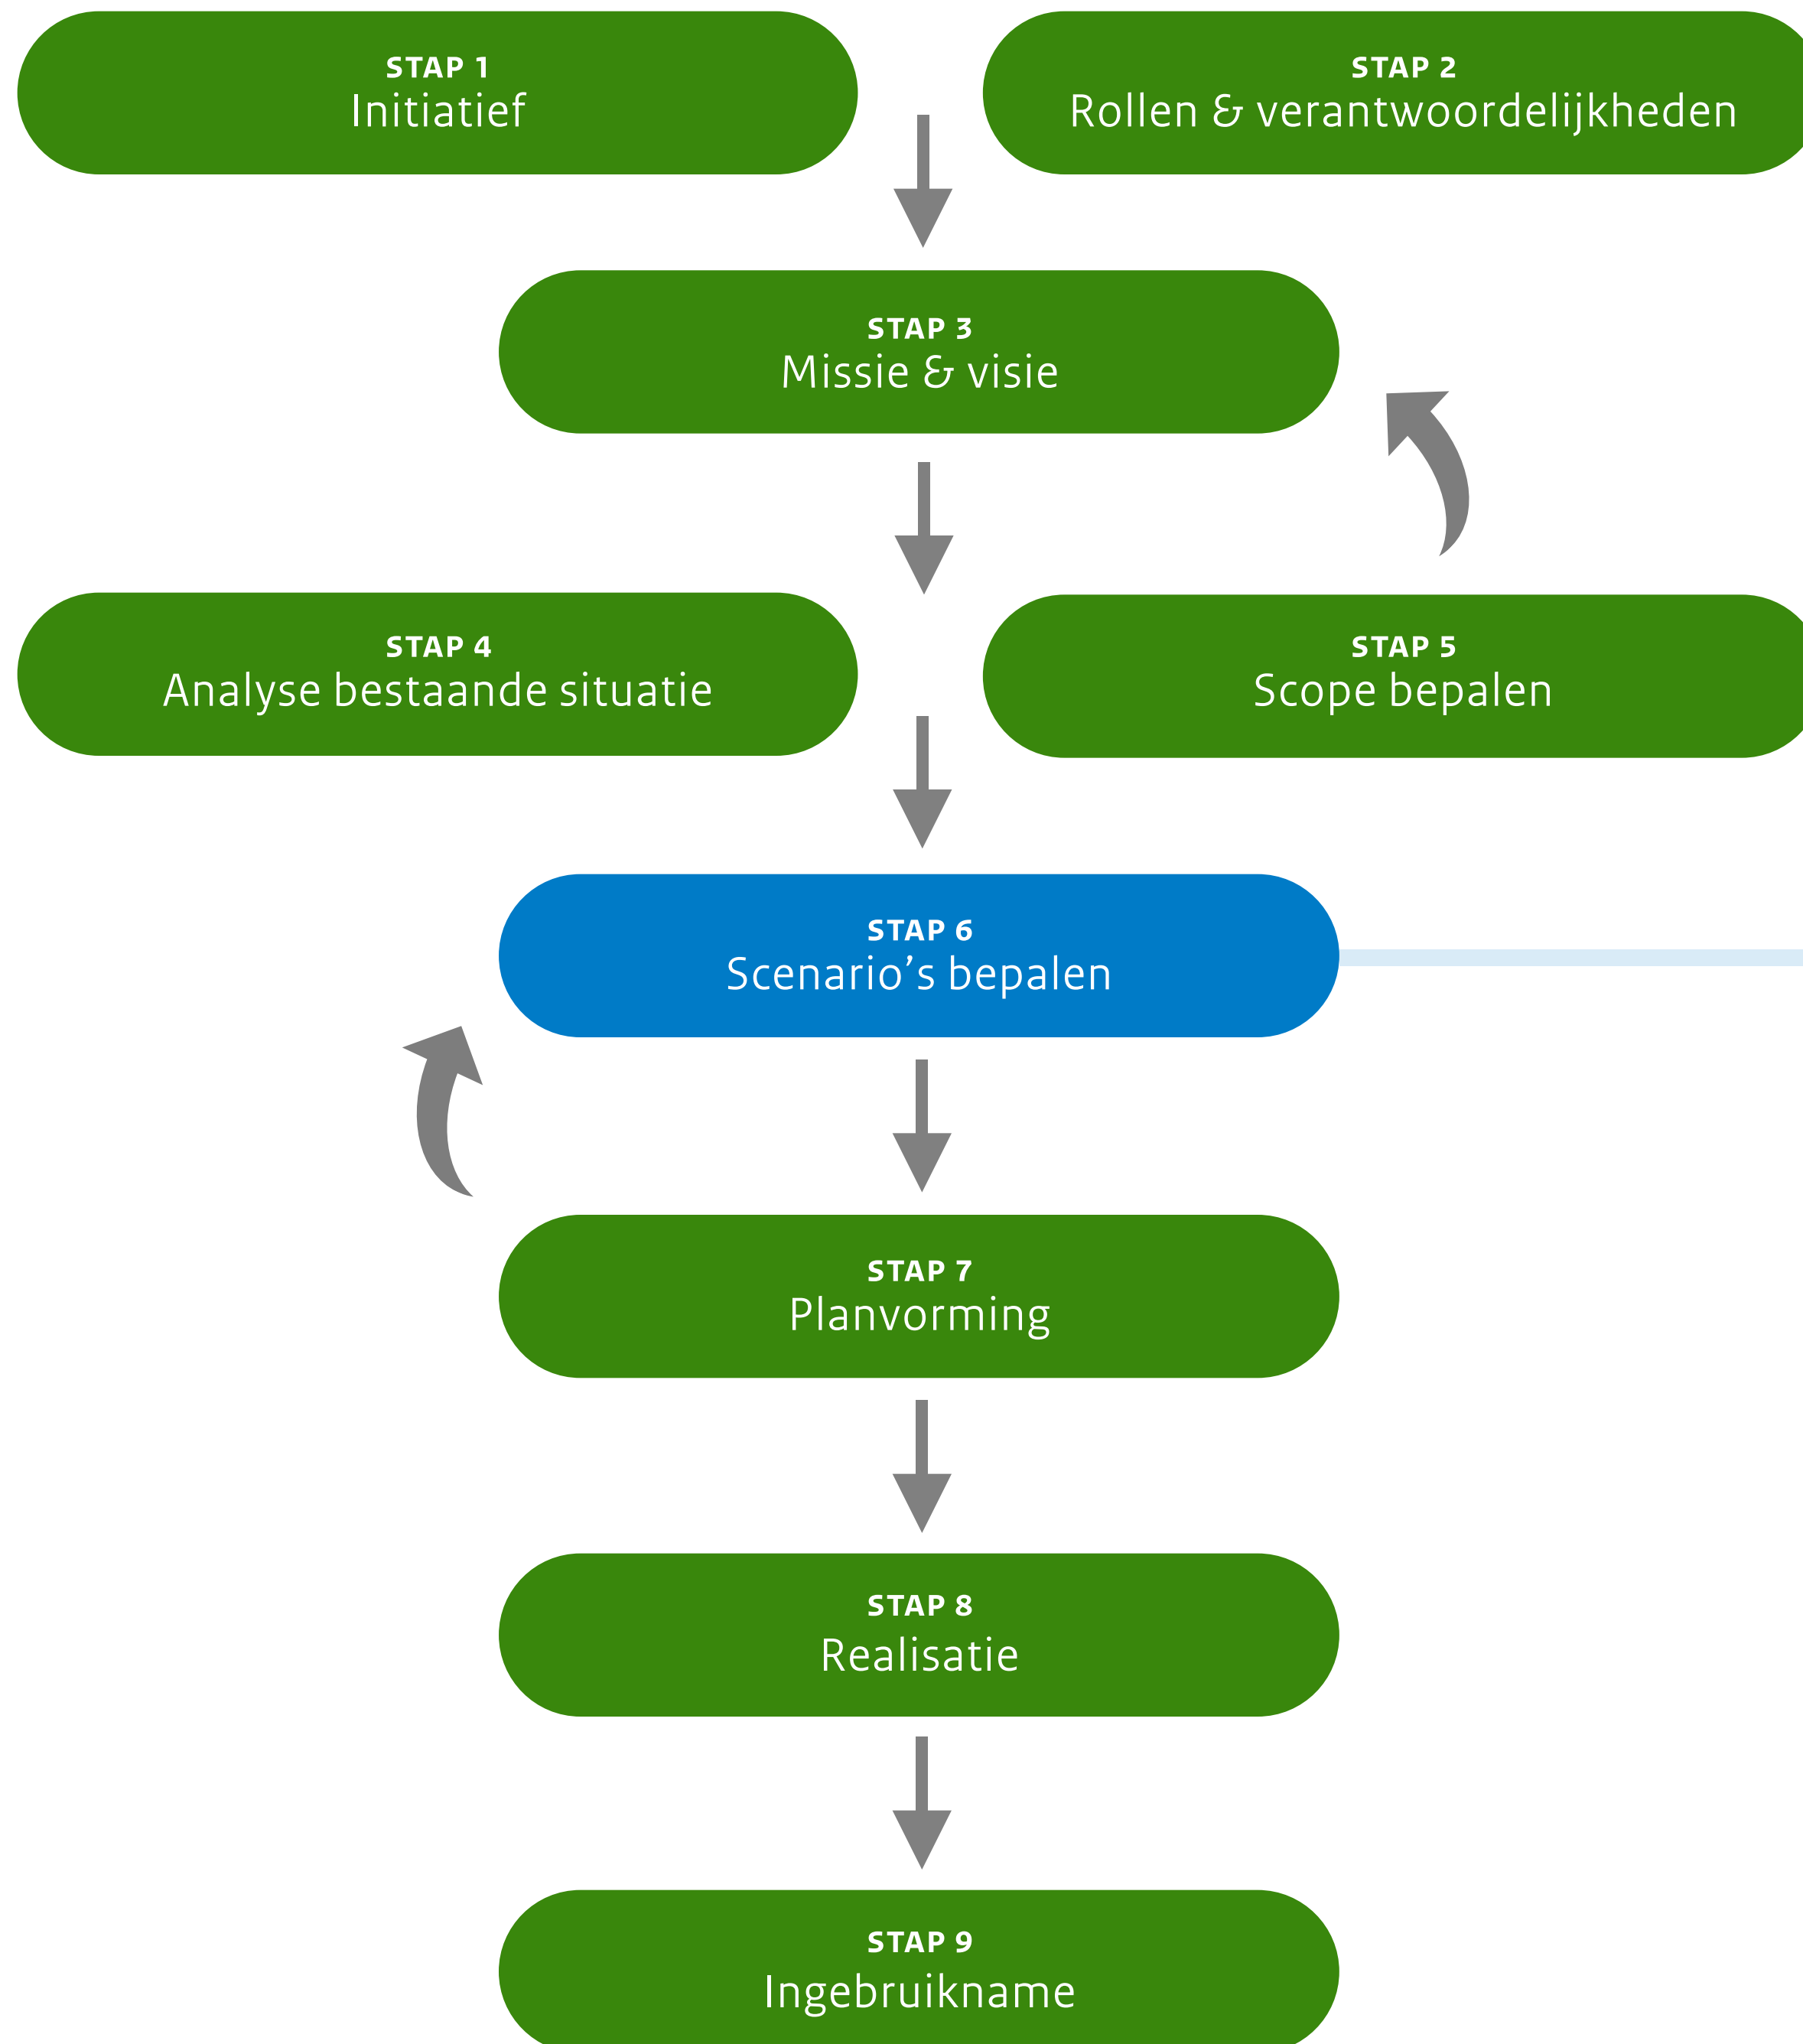 STAP 1
Initiatief
STAP 2
Rollen & verantwoordelijkheden
STAP 3
Missie & visie
STAP 4
Analyse bestaande situatie
STAP 5
Scope bepalen
STAP 6
Scenario’s bepalen
STAP 7
Planvorming
STAP 8
Realisatie
STAP 9
Ingebruikname